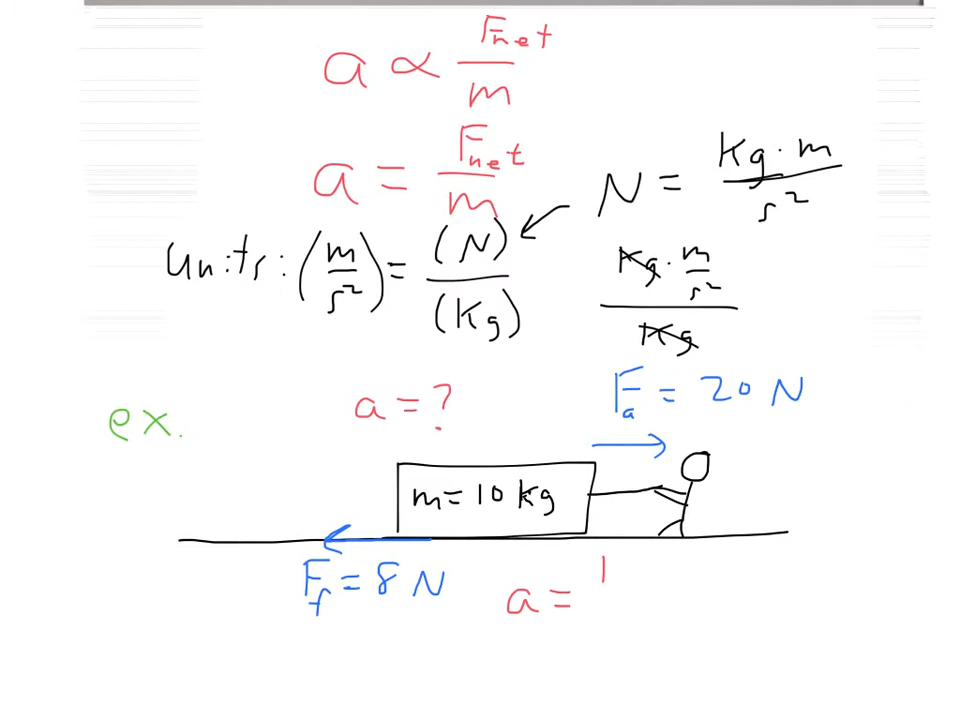 a ∝ Fnet/m
a = Fnet/m
N = Kg · m/s²
Units: (m/s²) = (N)/(Kg)
Kg · m/s²/Kg
Fa = 20 N
a = ?
ex.
m = 10 kg
Ff = 8 N
a =